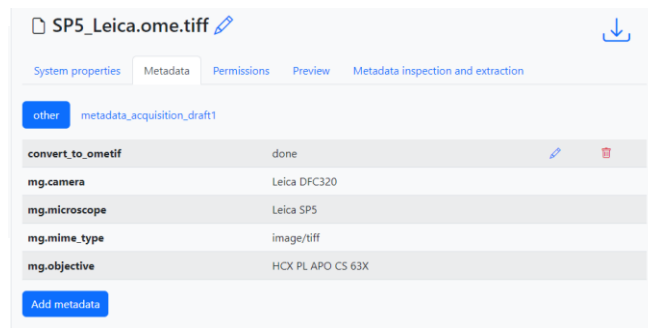 SP5_Leica.ome.tiff
System properties Metadata Permissions Preview Metadata inspection and extraction
other metadata_acquisition_draft1
convert_to_ometif done
mg.camera Leica DFC320
mg.microscope Leica SP5
mg.mime_type image/tiff
mg.objective HCX PL APO CS 63X
Add metadata